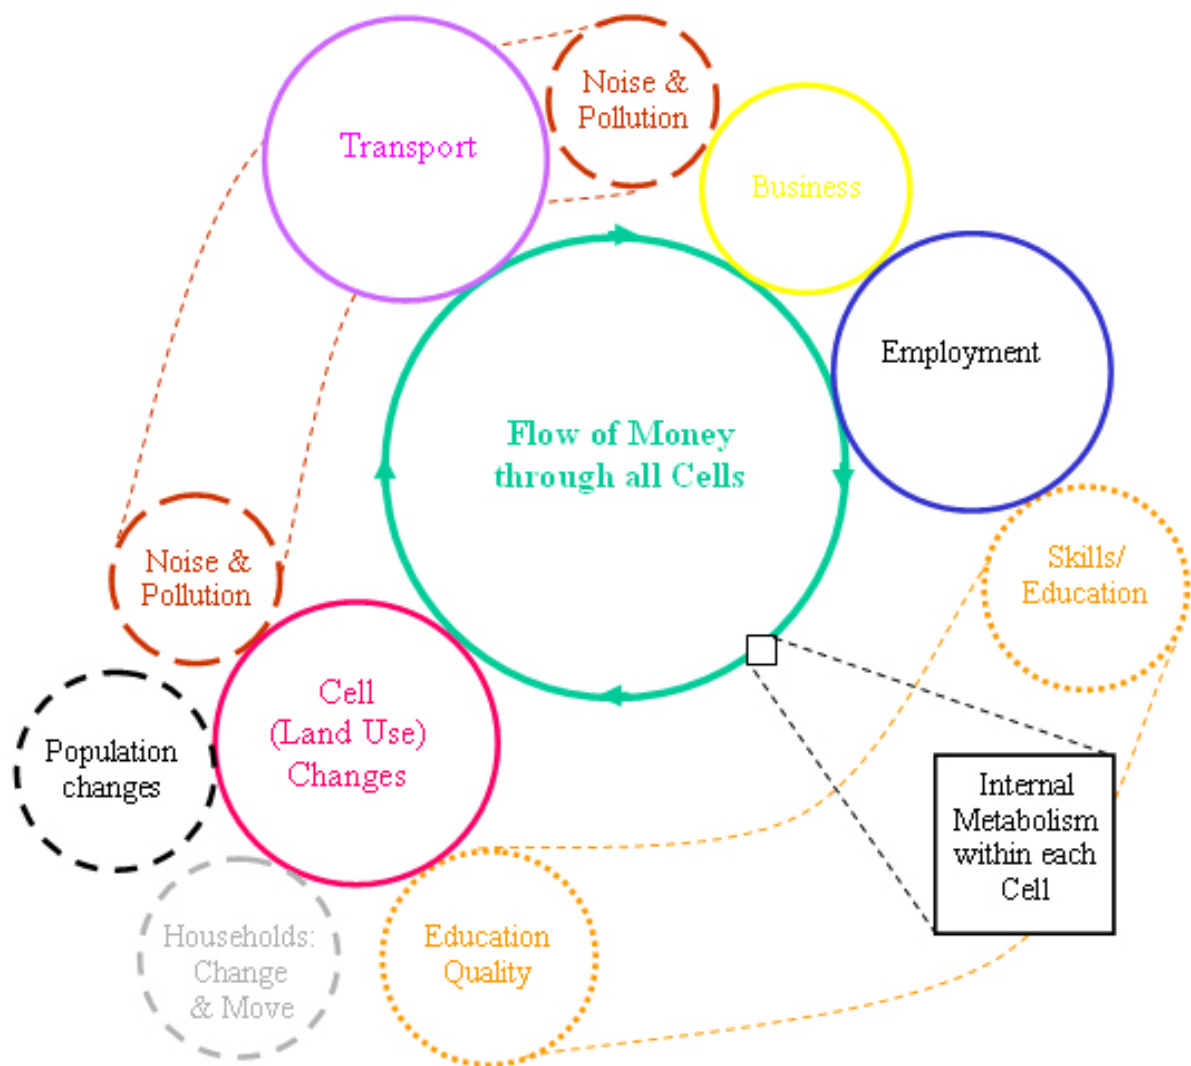 Noise &
Pollution
Transport
Business
Employment
Flow of Money
through all Cells
Skills/
Education
Noise &
Pollution
Cell
(Land Use)
Changes
Population
changes
Internal
Metabolism
within each
Cell
Households:
Change
& Move
Education
Quality